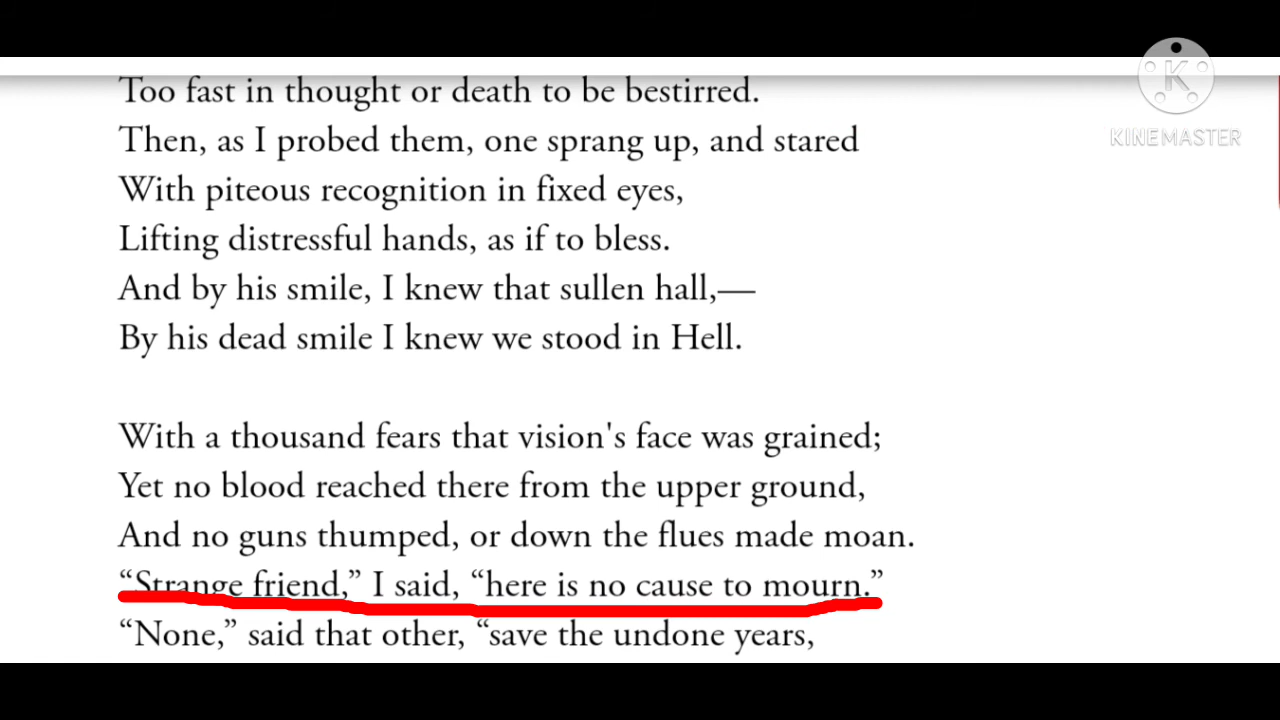 Too fast in thought or death to be bestirred.
Then, as I probed them, one sprang up, and stared
With piteous recognition in fixed eyes,
Lifting distressful hands, as if to bless.
And by his smile, I knew that sullen hall,—
By his dead smile I knew we stood in Hell.
With a thousand fears that vision's face was grained;
Yet no blood reached there from the upper ground,
And no guns thumped, or down the flues made moan.
“Strange friend,” I said, “here is no cause to mourn.”
“None,” said that other, “save the undone years,
K
KINEMASTER